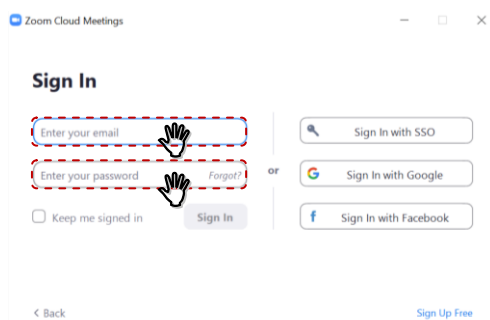 Zoom Cloud Meetings
Sign In
Enter your email
Enter your password Forgot?
Keep me signed in Sign In
or
Sign In with SSO
Sign In with Google
Sign In with Facebook
< Back
Sign Up Free